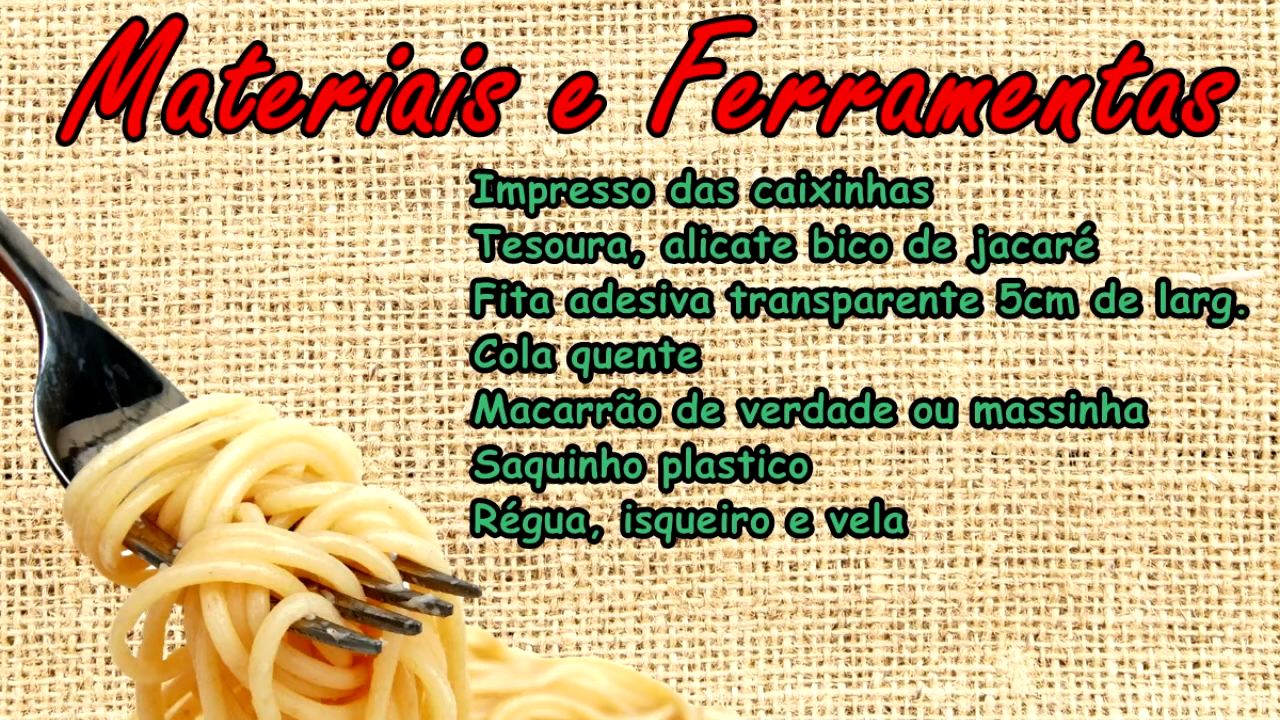 Materiais e Ferramentas
Impresso das caixinhas
Tesoura, alicate bico de jacaré
Fita adesiva transparente 5cm de larg.
Cola quente
Macarrão de verdade ou massinha
Saquinho plastico
Régua, isqueiro e vela